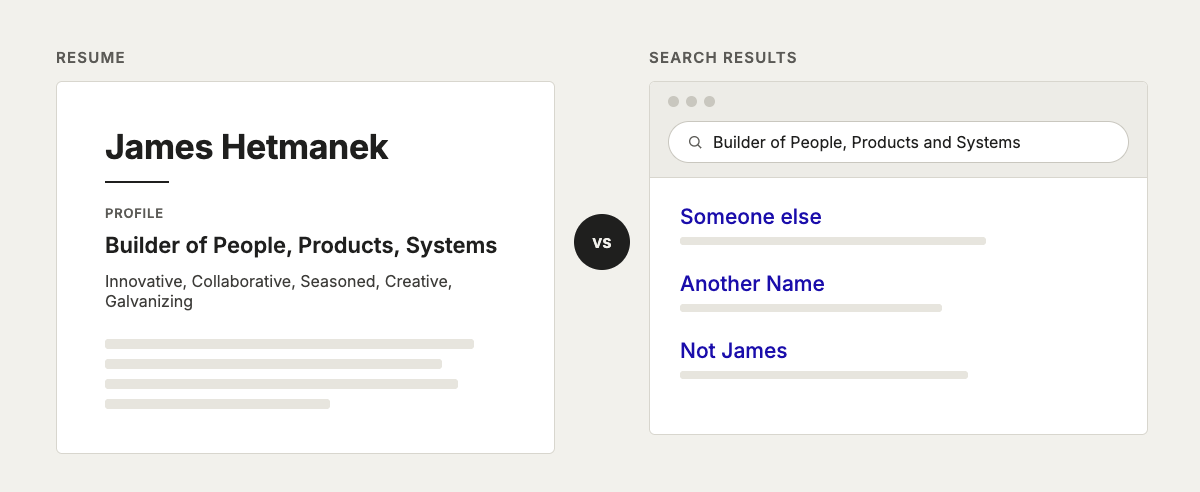 RESUME
James Hetmanek
PROFILE
Builder of People, Products, Systems
Innovative, Collaborative, Seasoned, Creative,
Galvanizing
VS
SEARCH RESULTS
Builder of People, Products and Systems
Someone else
Another Name
Not James